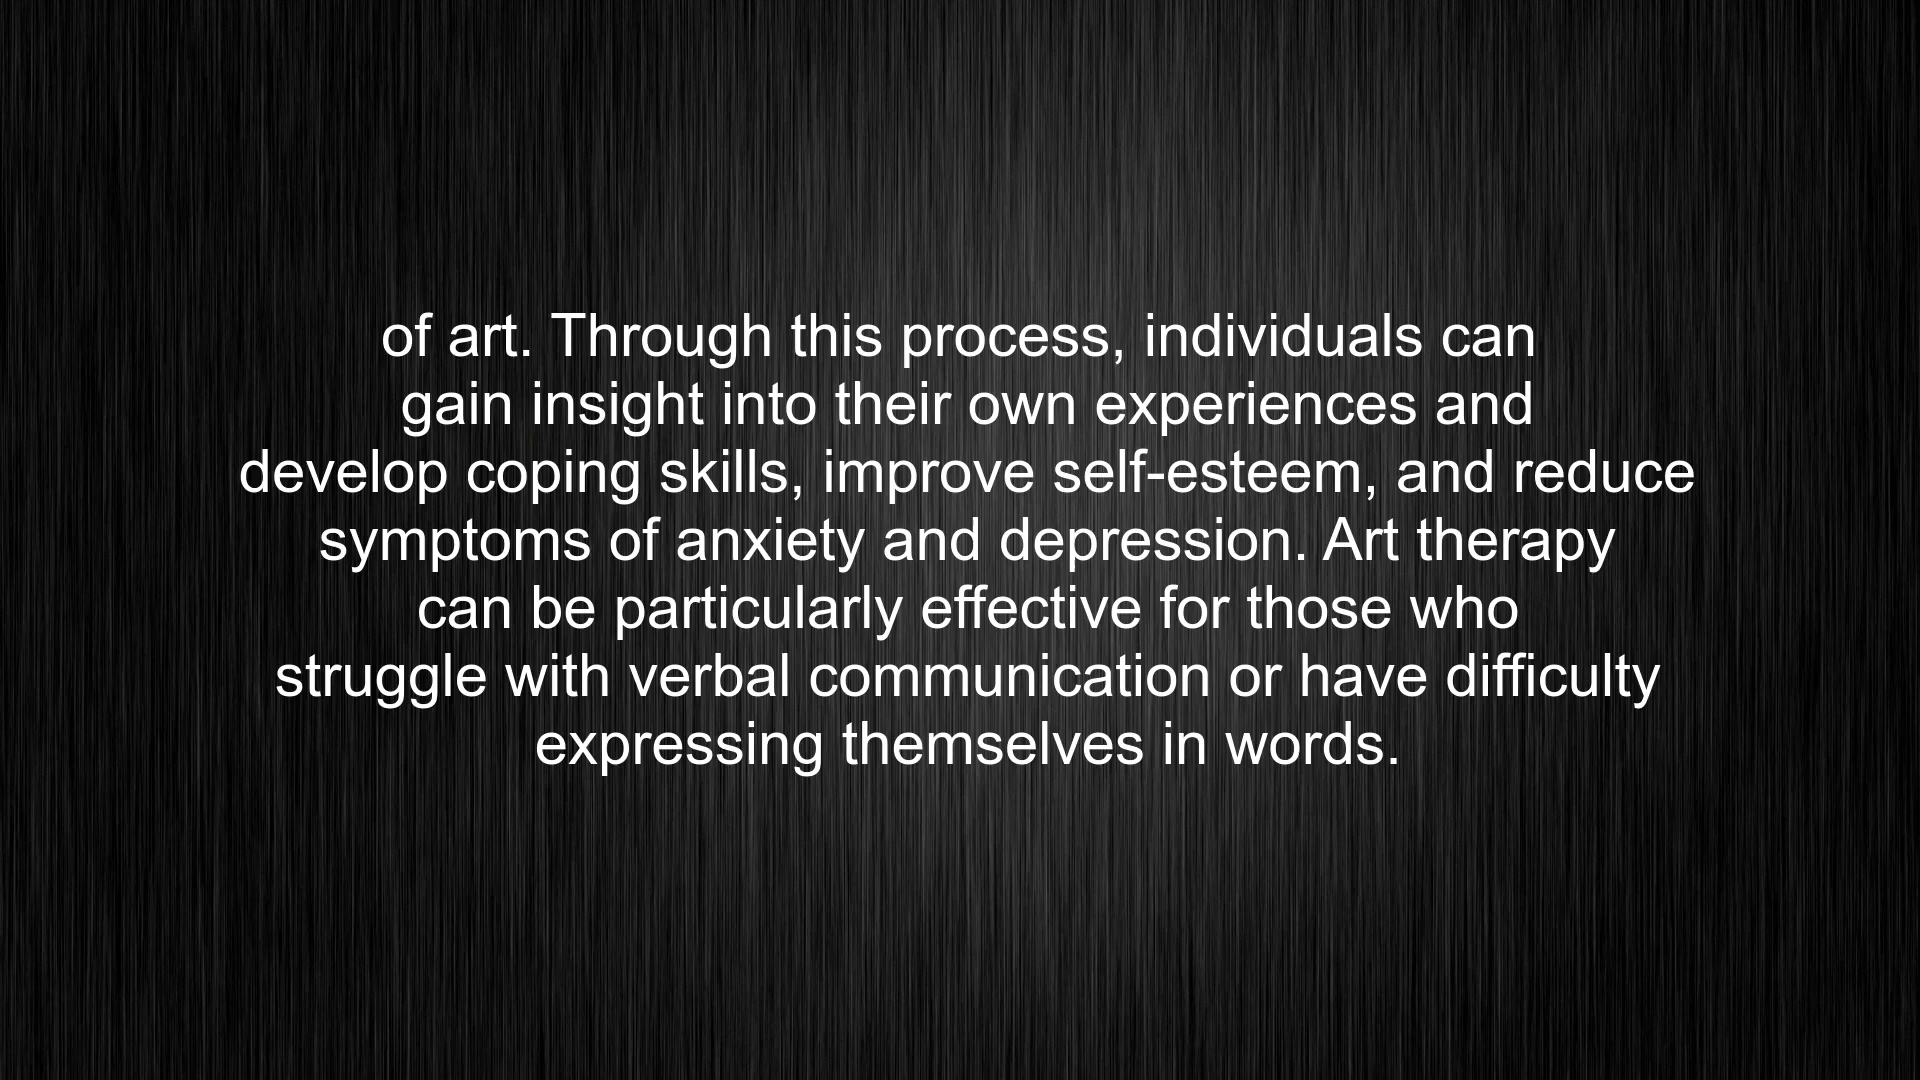 of art. Through this process, individuals can
gain insight into their own experiences and
develop coping skills, improve self-esteem, and reduce
symptoms of anxiety and depression. Art therapy
can be particularly effective for those who
struggle with verbal communication or have difficulty
expressing themselves in words.